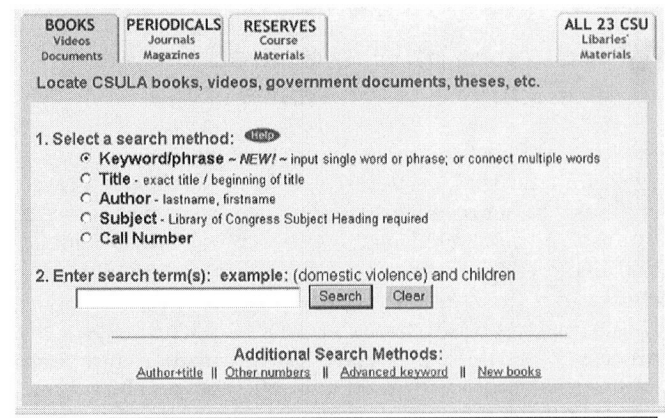 BOOKS
Videos
Documents
PERIODICALS
Journals
Magazines
RESERVES
Course
Materials
ALL 23 CSU
Libaries'
Materials
Locate CSULA books, videos, government documents, theses, etc.
1. Select a search method: Help
Keyword/phrase ~ NEW! ~ input single word or phrase; or connect multiple words
Title - exact title / beginning of title
Author - lastname, firstname
Subject - Library of Congress Subject Heading required
Call Number
2. Enter search term(s): example: (domestic violence) and children
Search Clear
Additional Search Methods:
Author+title || Other numbers || Advanced keyword || New books